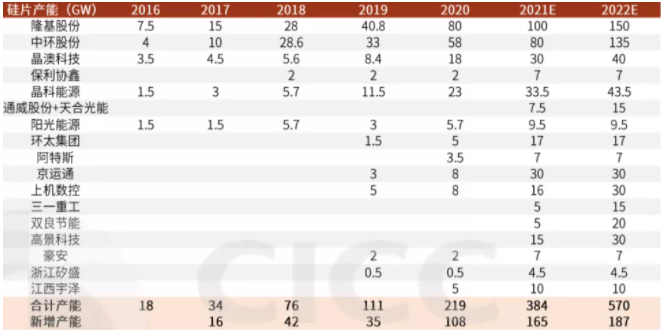 硅片产能（GW） 2016 2017 2018 2019 2020 2021E 2022E
隆基股份 7.5 15 28 40.8 80 100 150
中环股份 4 10 28.6 33 58 80 135
晶澳科技 3.5 4.5 5.6 8.4 18 30 40
保利协鑫 2 2 2 7 7
晶科能源 1.5 3 5.7 11.5 23 33.5 43.5
通威股份+天合光能 7.5 15
阳光能源 1.5 1.5 5.7 3 5.7 9.5 9.5
环太集团 1.5 5 17 17
阿特斯 3.5 7 7
京运通 3 8 30 30
上机数控 5 8 16 30
三一重工 5 15
双良节能 5 20
高景科技 15 30
豪安 2 2 7 7
浙江矽盛 0.5 0.5 4.5 4.5
江西宇泽 5 10 10
合计产能 18 34 76 111 219 384 570
新增产能 16 42 35 108 165 187
CICC